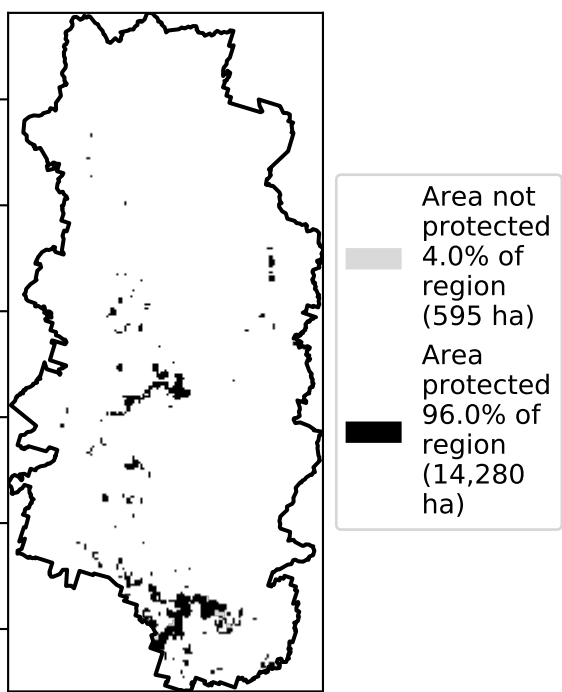 Area not
protected
4.0% of
region
(595 ha)
Area
protected
96.0% of
region
(14,280
ha)